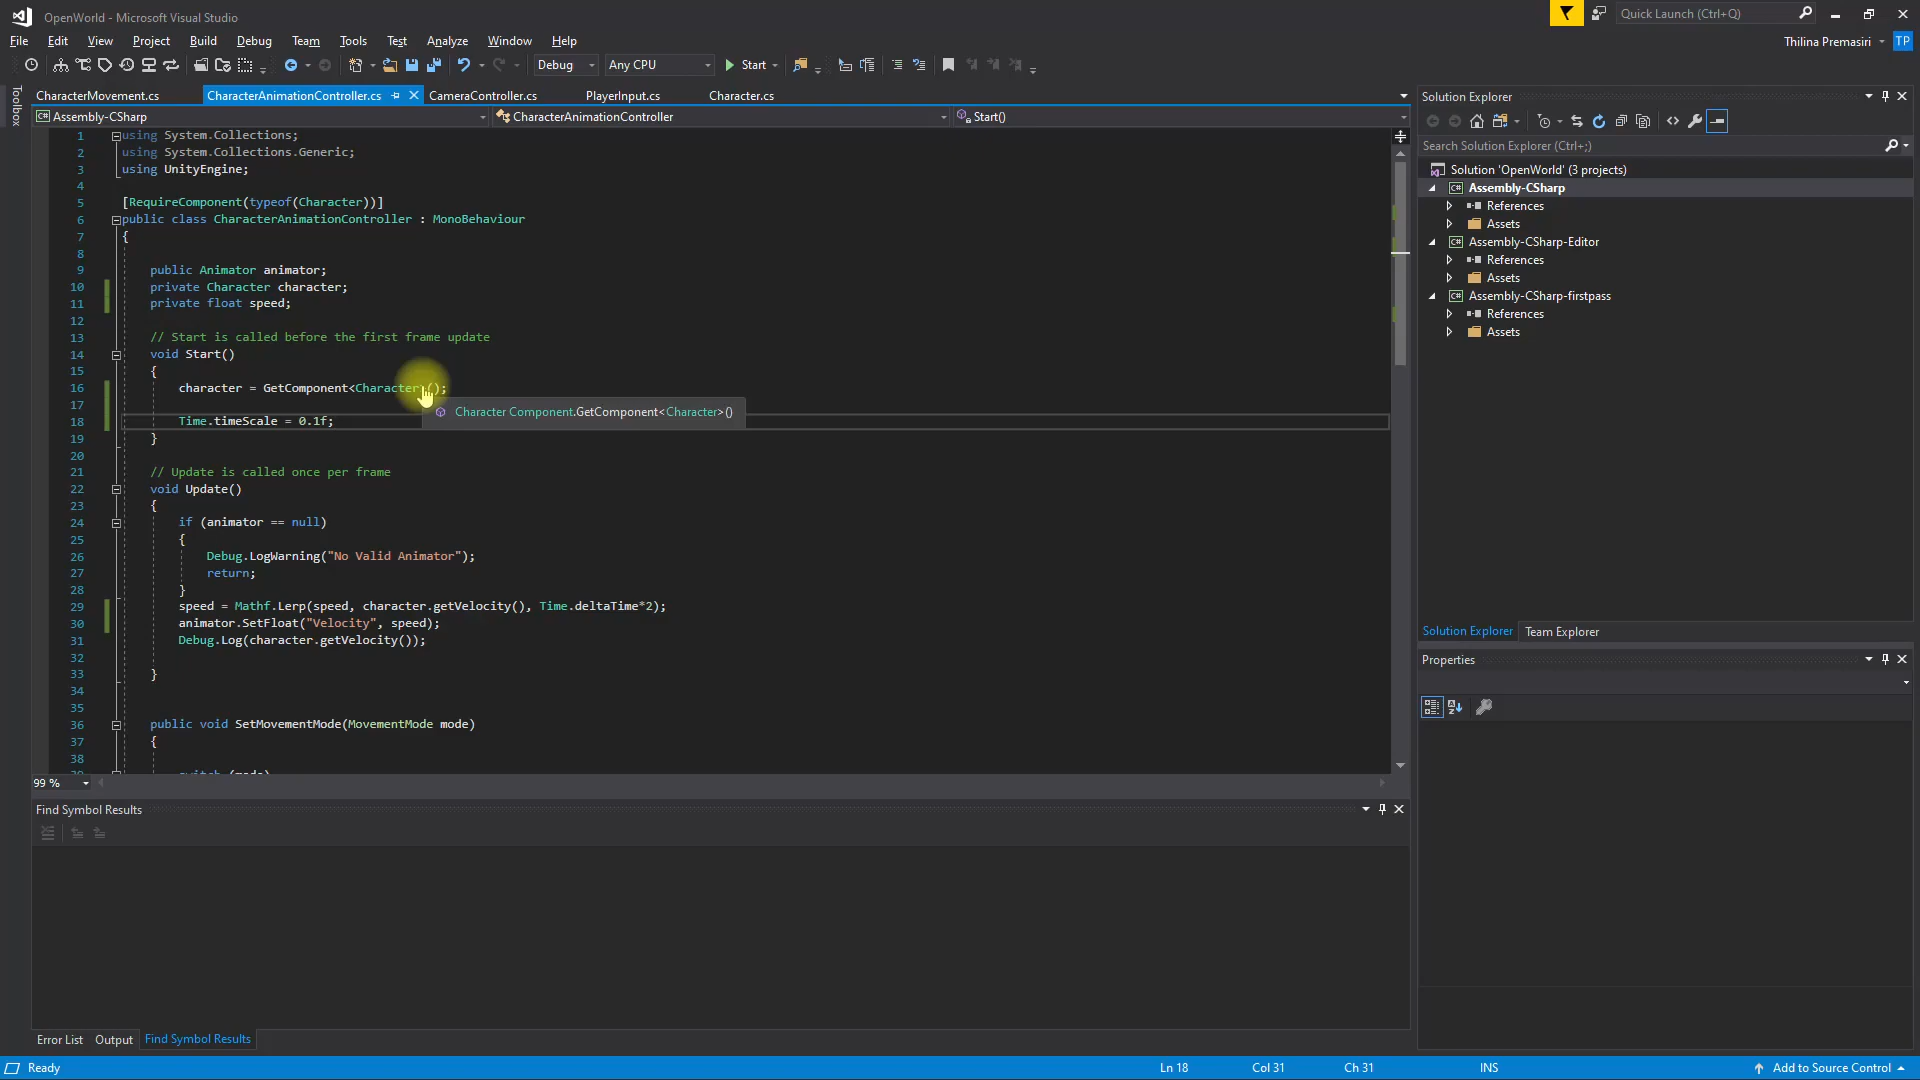 OpenWorld - Microsoft Visual Studio
Quick Launch (Ctrl+Q)
File Edit View Project Build Debug Team Tools Test Analyze Window Help
Thilina Premasiri TP
Debug Any CPU Start
Toolbox
CharacterMovement.cs CharacterAnimationController.cs CameraController.cs PlayerInput.cs Character.cs
Assembly-CSharp CharacterAnimationController Start()
1 using System.Collections;
2 using System.Collections.Generic;
3 using UnityEngine;
4
5 [RequireComponent(typeof(Character))]
6 public class CharacterAnimationController : MonoBehaviour
7 {
8
9 public Animator animator;
10 private Character character;
11 private float speed;
12
13 // Start is called before the first frame update
14 void Start()
15 {
16 character = GetComponent<Character>();
17
Character Component.GetComponent<Character>()
18 Time.timeScale = 0.1f;
19 }
20
21 // Update is called once per frame
22 void Update()
23 {
24 if (animator == null)
25 {
26 Debug.LogWarning("No Valid Animator");
27 return;
28 }
29 speed = Mathf.Lerp(speed, character.getVelocity(), Time.deltaTime*2);
30 animator.SetFloat("Velocity", speed);
31 Debug.Log(character.getVelocity());
32
33 }
34
35
36 public void SetMovementMode(MovementMode mode)
37 {
38
39 switch (mode)
99 %
Find Symbol Results
Error List Output Find Symbol Results
Solution Explorer
Search Solution Explorer (Ctrl+;)
Solution 'OpenWorld' (3 projects)
Assembly-CSharp
References
Assets
Assembly-CSharp-Editor
References
Assets
Assembly-CSharp-firstpass
References
Assets
Solution Explorer Team Explorer
Properties
Ready Ln 18 Col 31 Ch 31 INS Add to Source Control